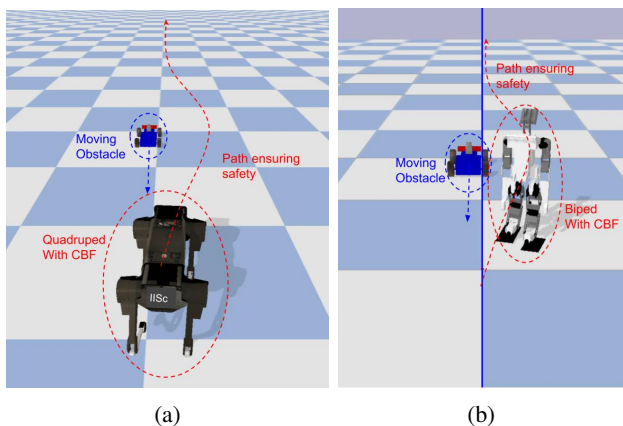 Moving
Obstacle
Path ensuring
safety
Quadruped
With CBF
IISc
Path ensuring
safety
Moving
Obstacle
Biped
With CBF
(a)
(b)